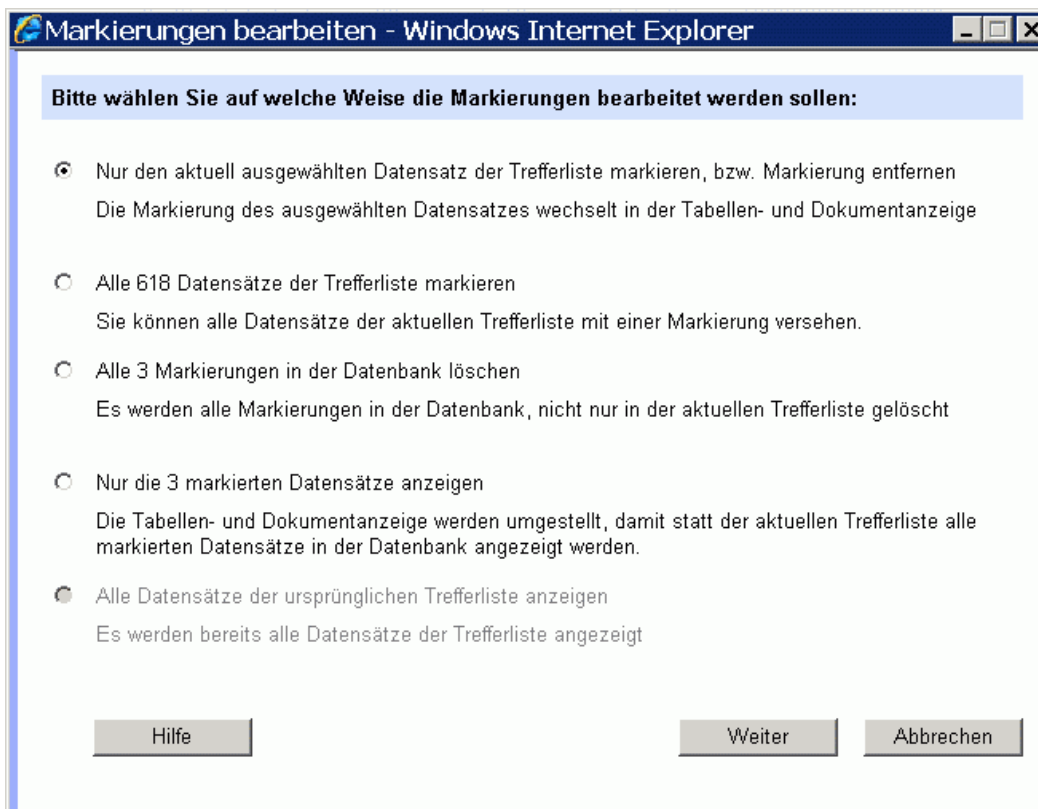 Markierungen bearbeiten - Windows Internet Explorer
Bitte wählen Sie auf welche Weise die Markierungen bearbeitet werden sollen:
Nur den aktuell ausgewählten Datensatz der Trefferliste markieren, bzw. Markierung entfernen
Die Markierung des ausgewählten Datensatzes wechselt in der Tabellen- und Dokumentanzeige
Alle 618 Datensätze der Trefferliste markieren
Sie können alle Datensätze der aktuellen Trefferliste mit einer Markierung versehen.
Alle 3 Markierungen in der Datenbank löschen
Es werden alle Markierungen in der Datenbank, nicht nur in der aktuellen Trefferliste gelöscht
Nur die 3 markierten Datensätze anzeigen
Die Tabellen- und Dokumentanzeige werden umgestellt, damit statt der aktuellen Trefferliste alle
markierten Datensätze in der Datenbank angezeigt werden.
Alle Datensätze der ursprünglichen Trefferliste anzeigen
Es werden bereits alle Datensätze der Trefferliste angezeigt
Hilfe Weiter Abbrechen